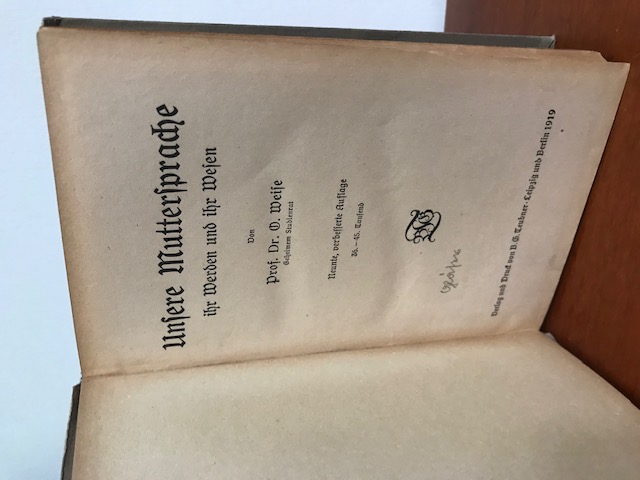 Unsere Muttersprache
ihr Werden und ihr Wesen
Von
Prof. Dr. O. Weise
Geheimem Studienrat
Neunte, verbesserte Auflage
36.–45. Tausend
Verlag und Druck von B. G. Teubner · Leipzig und Berlin 1919